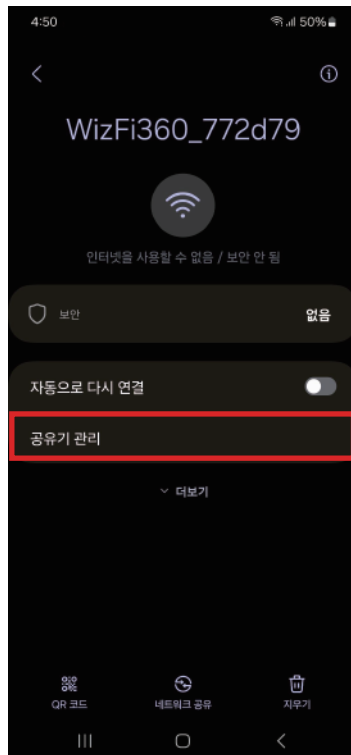 4:50
50%
WizFi360_772d79
인터넷을 사용할 수 없음 / 보안 안 됨
보안
없음
자동으로 다시 연결
공유기 관리
더보기
QR 코드
네트워크 공유
지우기